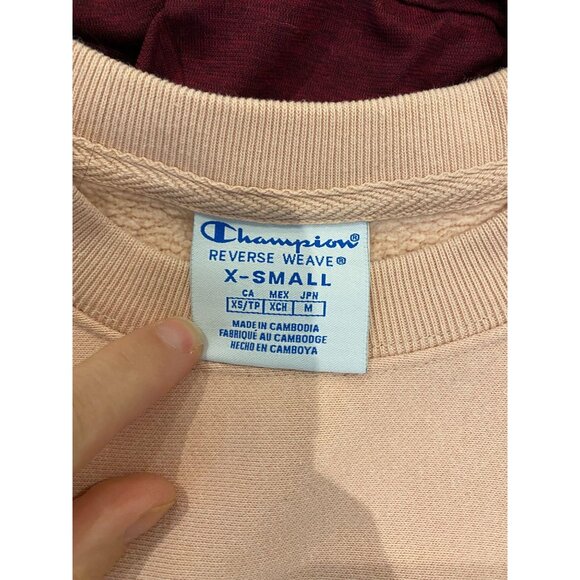 Champion®
REVERSE WEAVE®
X-SMALL
CA MEX JPN
XS/TP XCH M
MADE IN CAMBODIA
FABRIQUÉ AU CAMBODGE
HECHO EN CAMBOYA